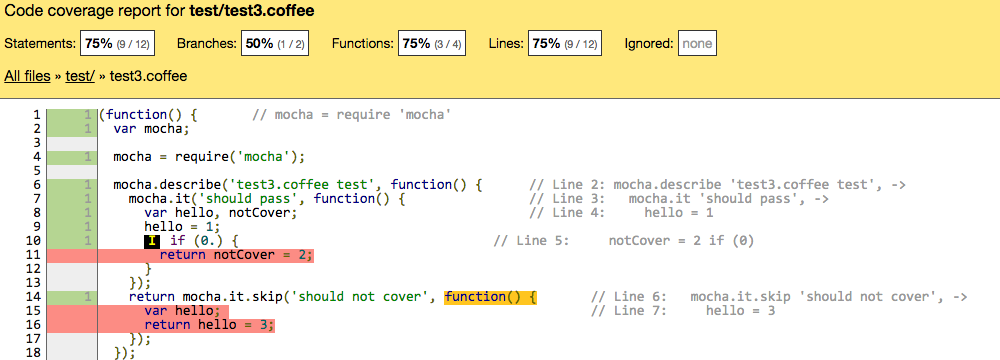 Code coverage report for test/test3.coffee
Statements: 75% (9 / 12) Branches: 50% (1 / 2) Functions: 75% (3 / 4) Lines: 75% (9 / 12) Ignored: none
All files » test/ » test3.coffee
1 1 (function() { // mocha = require 'mocha'
2 1 var mocha;
3
4 1 mocha = require('mocha');
5
6 1 mocha.describe('test3.coffee test', function() { // Line 2: mocha.describe 'test3.coffee test', ->
7 1 mocha.it('should pass', function() { // Line 3: mocha.it 'should pass', ->
8 1 var hello, notCover; // Line 4: hello = 1
9 1 hello = 1;
10 1 I if (0.) { // Line 5: notCover = 2 if (0)
11 return notCover = 2;
12 }
13 });
14 1 return mocha.it.skip('should not cover', function() { // Line 6: mocha.it.skip 'should not cover', ->
15 var hello; // Line 7: hello = 3
16 return hello = 3;
17 });
18 });